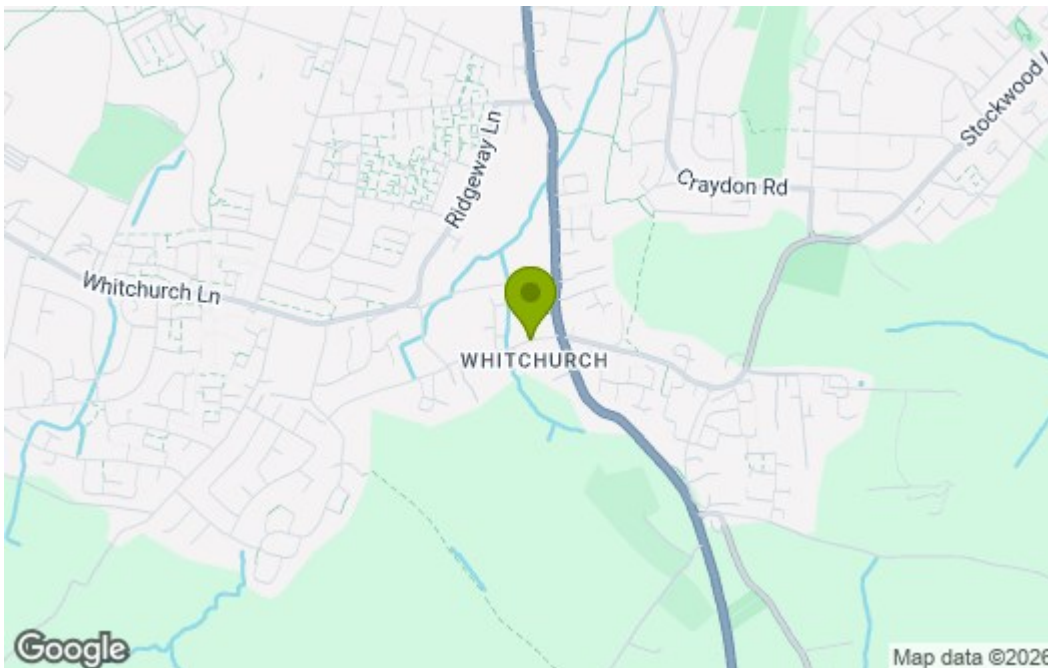 Ridgeway Ln
Craydon Rd
Stockwood
Whitchurch Ln
WHITCHURCH
Google
Map data ©2026